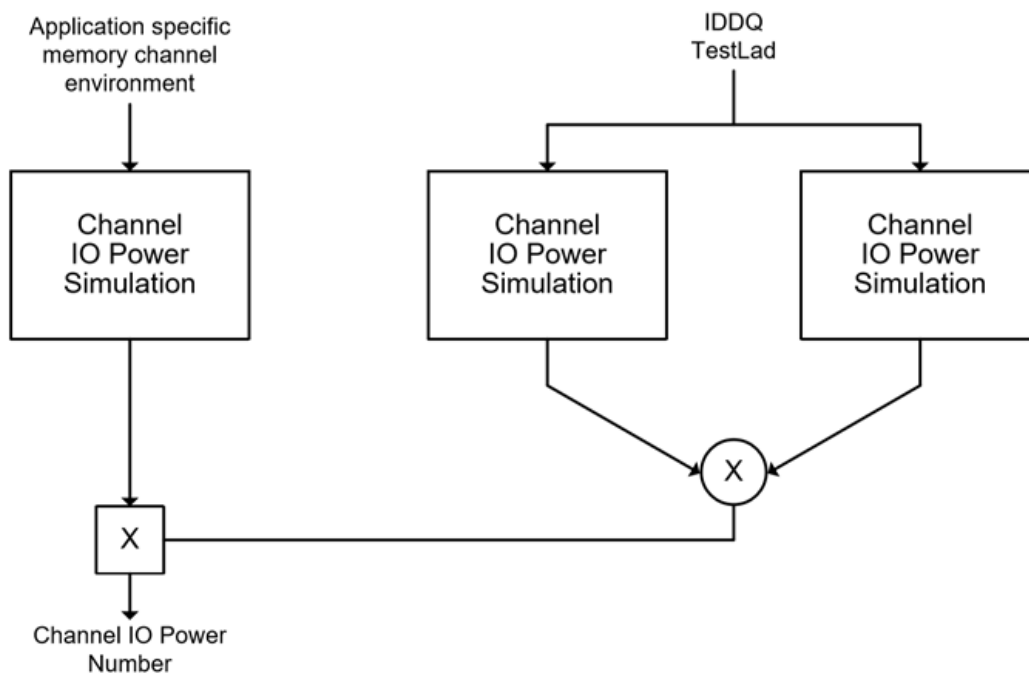 Application specific
memory channel
environment
IDDQ
TestLad
Channel
IO Power
Simulation
Channel
IO Power
Simulation
Channel
IO Power
Simulation
X
X
Channel IO Power
Number